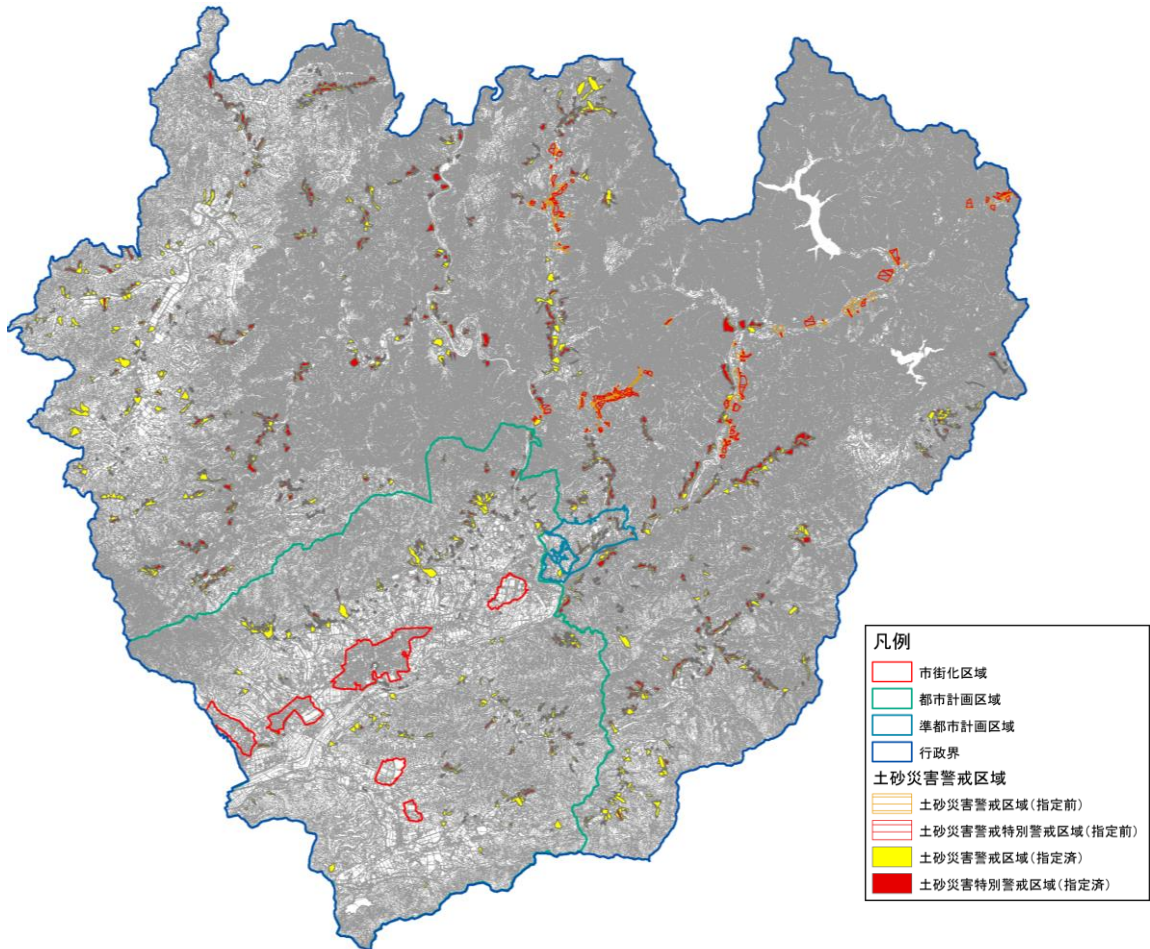 凡例
市街化区域
都市計画区域
準都市計画区域
行政界
土砂災害警戒区域
土砂災害警戒区域(指定前)
土砂災害警戒特別警戒区域(指定前)
土砂災害警戒区域(指定済)
土砂災害特別警戒区域(指定済)